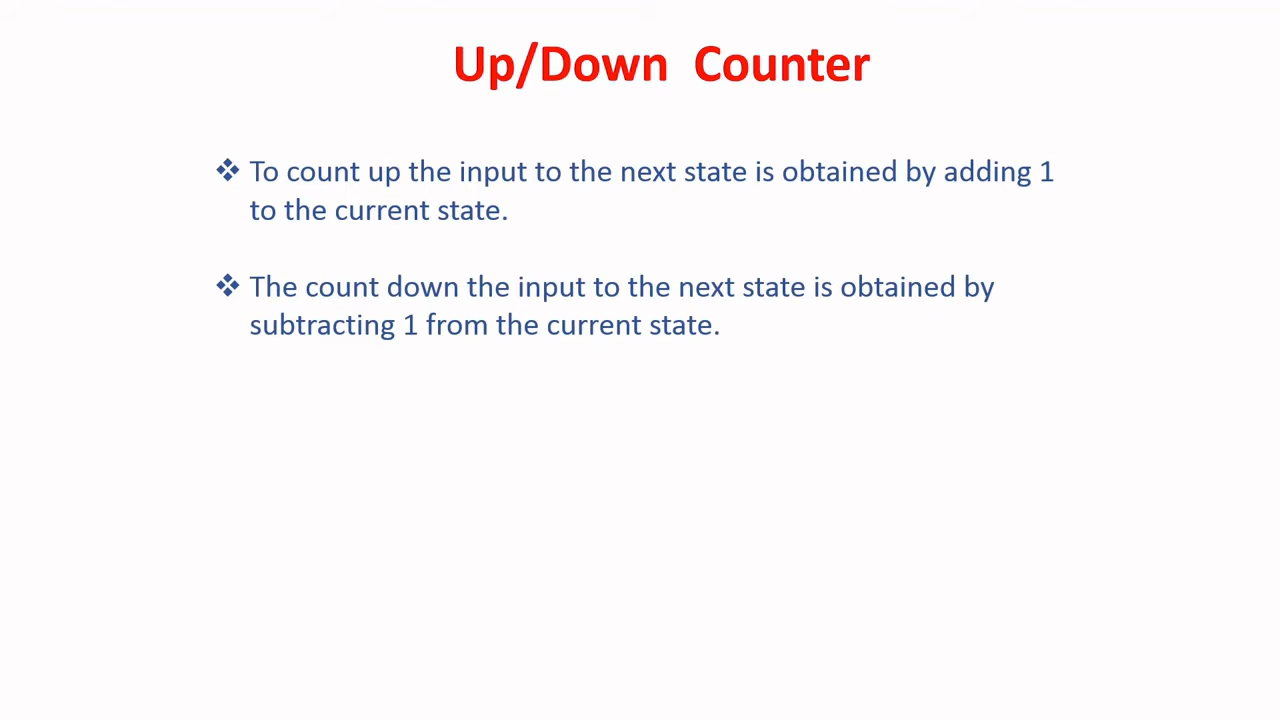 Up/Down Counter
❖ To count up the input to the next state is obtained by adding 1
to the current state.
❖ The count down the input to the next state is obtained by
subtracting 1 from the current state.